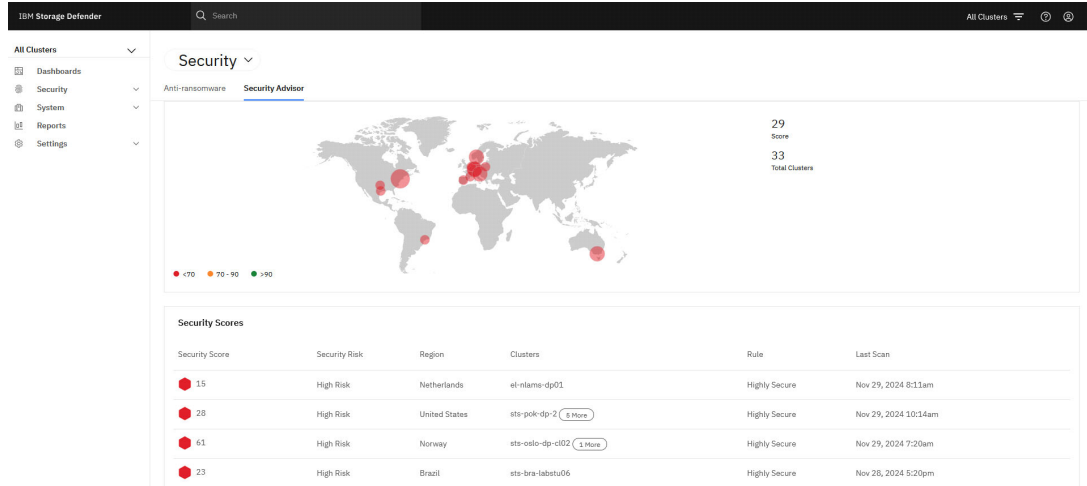 IBM Storage Defender
Search
All Clusters
All Clusters
Dashboards
Security
System
Reports
Settings
Security
Anti-ransomware Security Advisor
29
Score
33
Total Clusters
<70 70 - 90 >90
Security Scores
Security Score Security Risk Region Clusters Rule Last Scan
15 High Risk Netherlands el-nlams-dp01 Highly Secure Nov 29, 2024 8:11am
28 High Risk United States sts-pok-dp-2 5 More Highly Secure Nov 29, 2024 10:14am
61 High Risk Norway sts-oslo-dp-cl02 1 More Highly Secure Nov 29, 2024 7:20am
23 High Risk Brazil sts-bra-labstu06 Highly Secure Nov 28, 2024 5:20pm